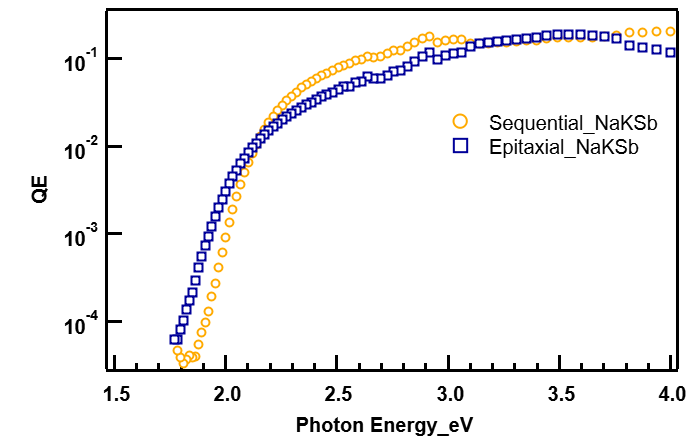 10-1
10-2
10-3
10-4
QE
Sequential_NaKSb
Epitaxial_NaKSb
1.5 2.0 2.5 3.0 3.5 4.0
Photon Energy_eV